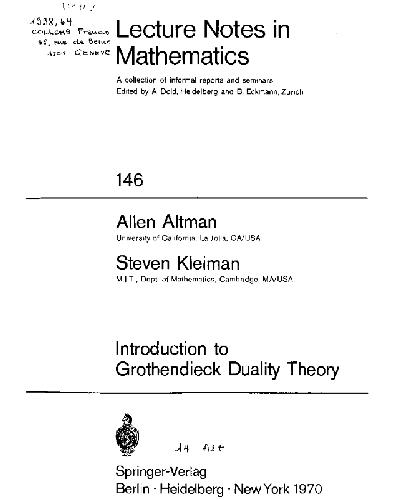 1998, 64
Lecture Notes in
Mathematics
A collection of informal reports and seminars
Edited by A. Dold, Heidelberg and B. Eckmann, Zürich
146
Allen Altman
University of California, La Jolla, CA/USA
Steven Kleiman
M.I.T., Dept. of Mathematics, Cambridge, MA/USA
Introduction to
Grothendieck Duality Theory
Springer-Verlag
Berlin · Heidelberg · New York 1970